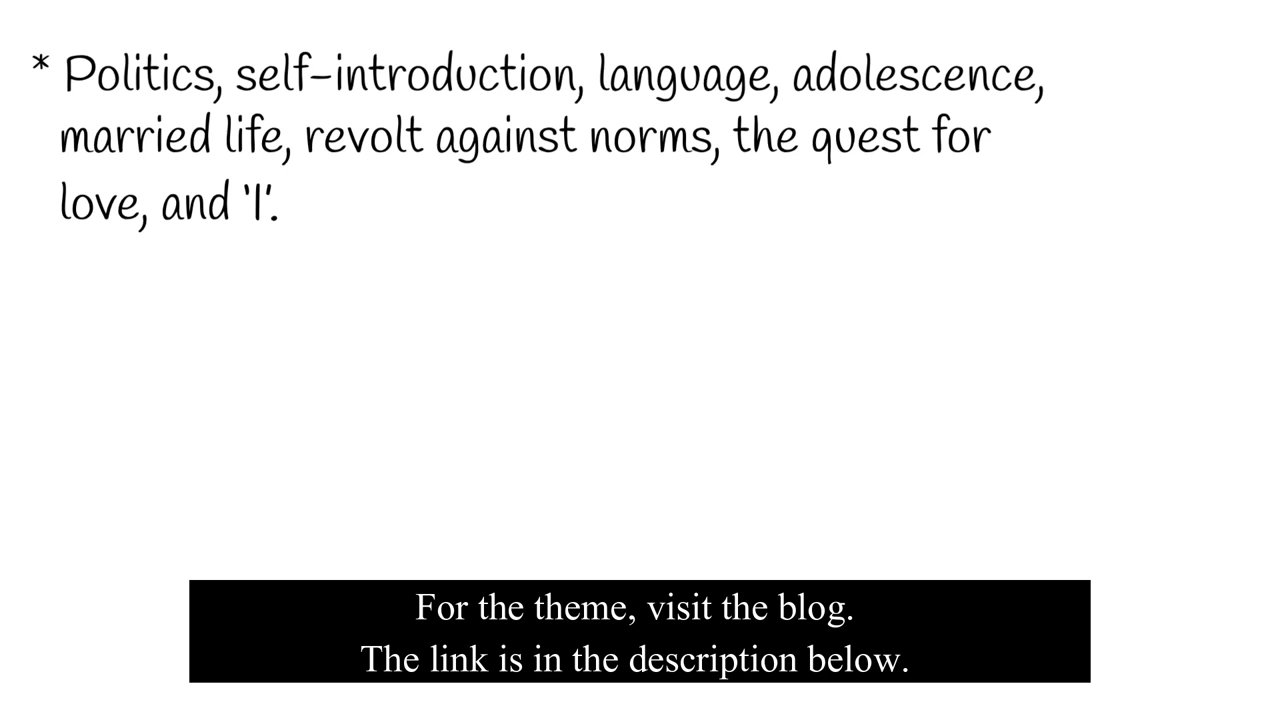 * Politics, self-introduction, language, adolescence,
married life, revolt against norms, the quest for
love, and 'I'.
For the theme, visit the blog.
The link is in the description below.